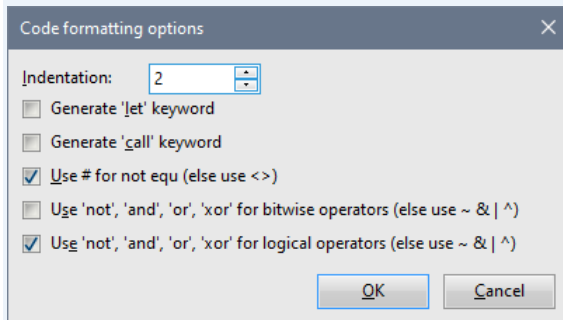 Code formatting options
Indentation: 2
Generate 'let' keyword
Generate 'call' keyword
Use # for not equ (else use <>)
Use 'not', 'and', 'or', 'xor' for bitwise operators (else use ~ & | ^)
Use 'not', 'and', 'or', 'xor' for logical operators (else use ~ & | ^)
OK Cancel